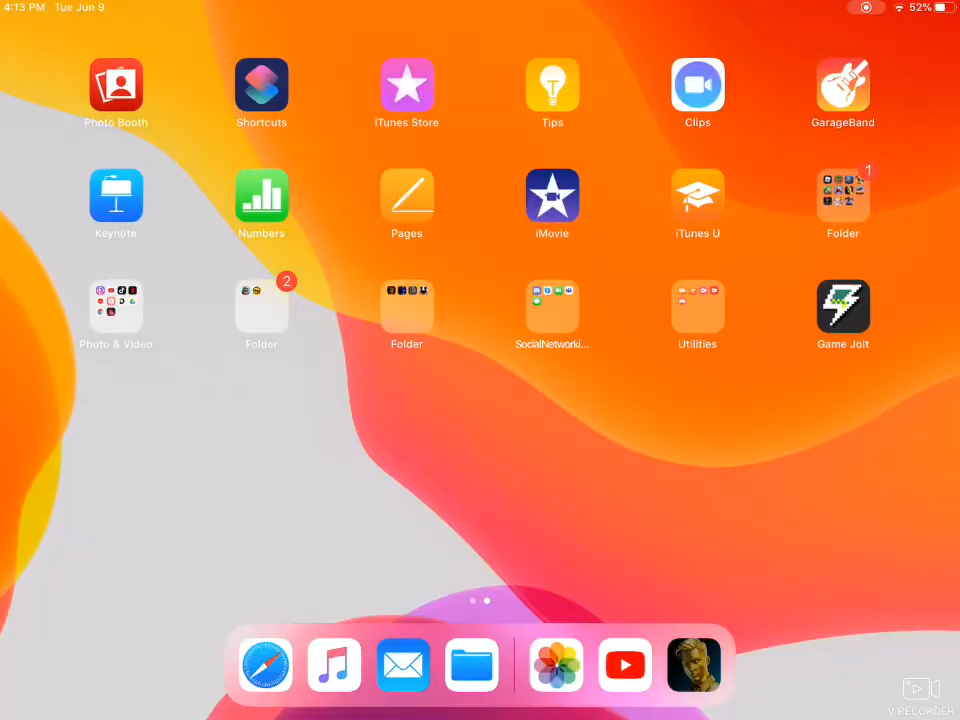 4:13 PM Tue Jun 9 52%
Photo Booth Shortcuts iTunes Store Tips Clips GarageBand
1
Keynote Numbers Pages iMovie iTunes U Folder
2
Photo & Video Folder Folder SocialNetworki... Utilities Game Jolt
V RECORDER